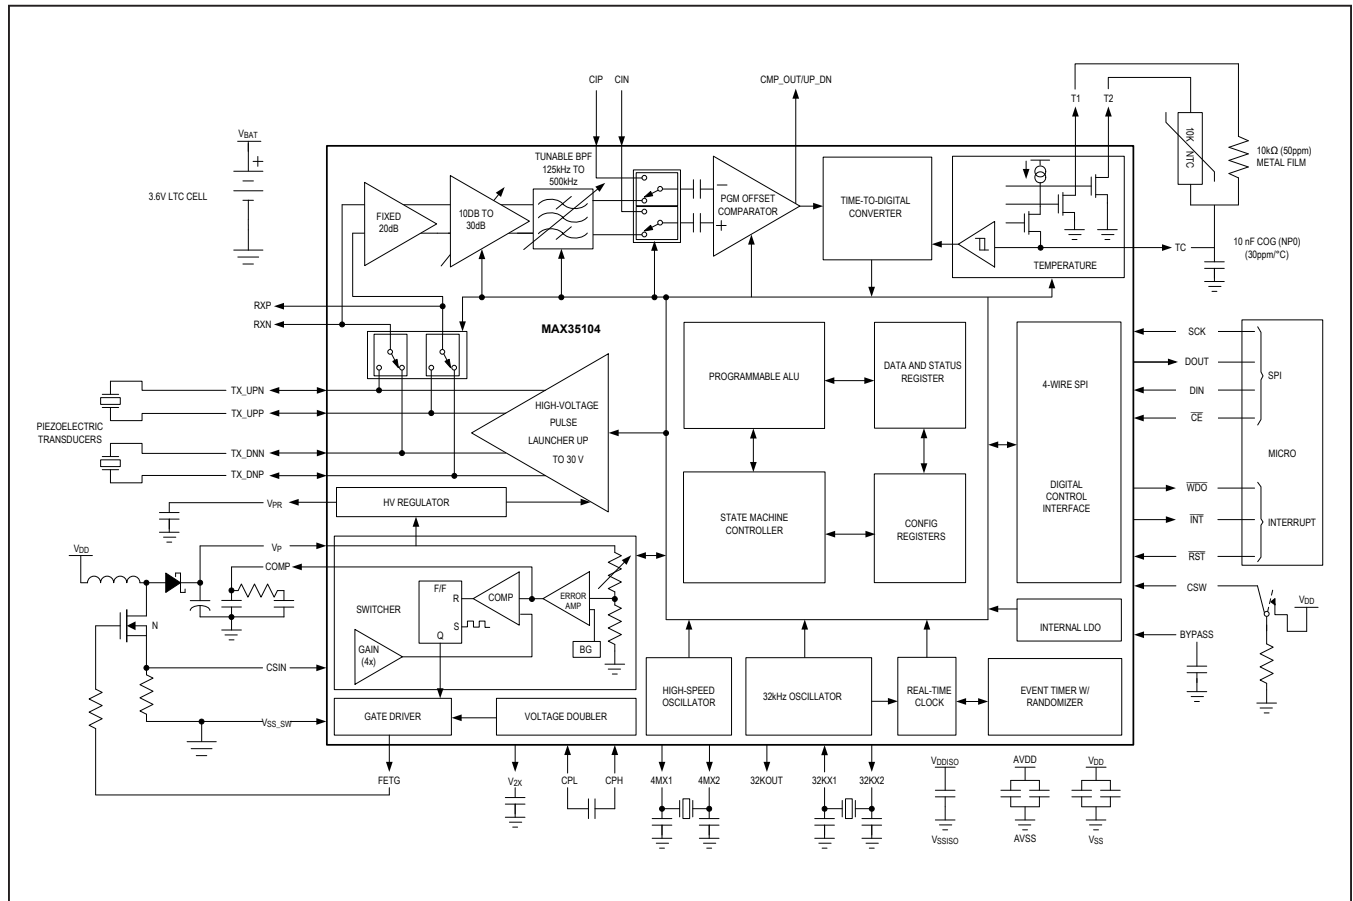 CIP
CIN
CMP_OUT/UP_DN
T1
T2
VBAT
+
3.6V LTC CELL
10K NTC
10kΩ (50ppm)
METAL FILM
TUNABLE BPF
125kHz TO
500kHz
FIXED
20dB
10DB TO
30dB
–
+
PGM OFFSET
COMPARATOR
TIME-TO-DIGITAL
CONVERTER
TEMPERATURE
TC
10 nF COG (NP0)
(30ppm/°C)
RXP
RXN
MAX35104
PROGRAMMABLE ALU
DATA AND STATUS
REGISTER
4-WIRE SPI
SCK
DOUT
DIN
CE
SPI
MICRO
TX_UPN
TX_UPP
TX_DNN
TX_DNP
PIEZOELECTRIC
TRANSDUCERS
HIGH-VOLTAGE
PULSE
LAUNCHER UP
TO 30 V
STATE MACHINE
CONTROLLER
CONFIG
REGISTERS
DIGITAL
CONTROL
INTERFACE
WDO
INT
RST
INTERRUPT
VPR
HV REGULATOR
VDD
VP
COMP
N
CSIN
VSS_SW
SWITCHER
F/F
R
S
Q
COMP
ERROR
AMP
BG
GAIN
(4x)
CSW
VDD
BYPASS
INTERNAL LDO
GATE DRIVER
VOLTAGE DOUBLER
HIGH-SPEED
OSCILLATOR
32kHz OSCILLATOR
REAL-TIME
CLOCK
EVENT TIMER W/
RANDOMIZER
FETG
V2X
CPL
CPH
4MX1
4MX2
32KOUT
32KX1
32KX2
VDDISO
VSSISO
AVDD
AVSS
VDD
VSS